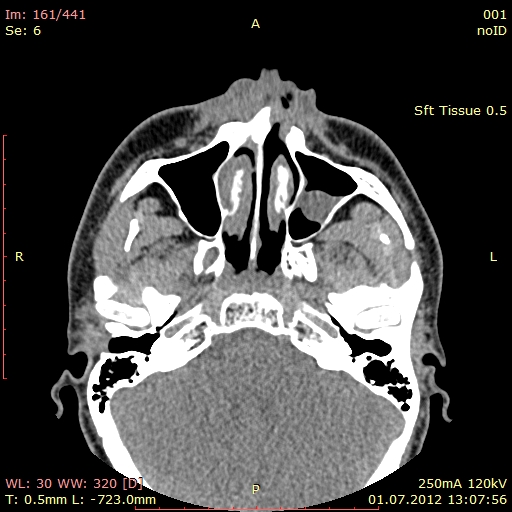 Im: 161/441
Se: 6
A
001
noID
Sft Tissue 0.5
R
L
WL: 30 WW: 320 [D]
T: 0.5mm L: -723.0mm
P
250mA 120kV
01.07.2012 13:07:56